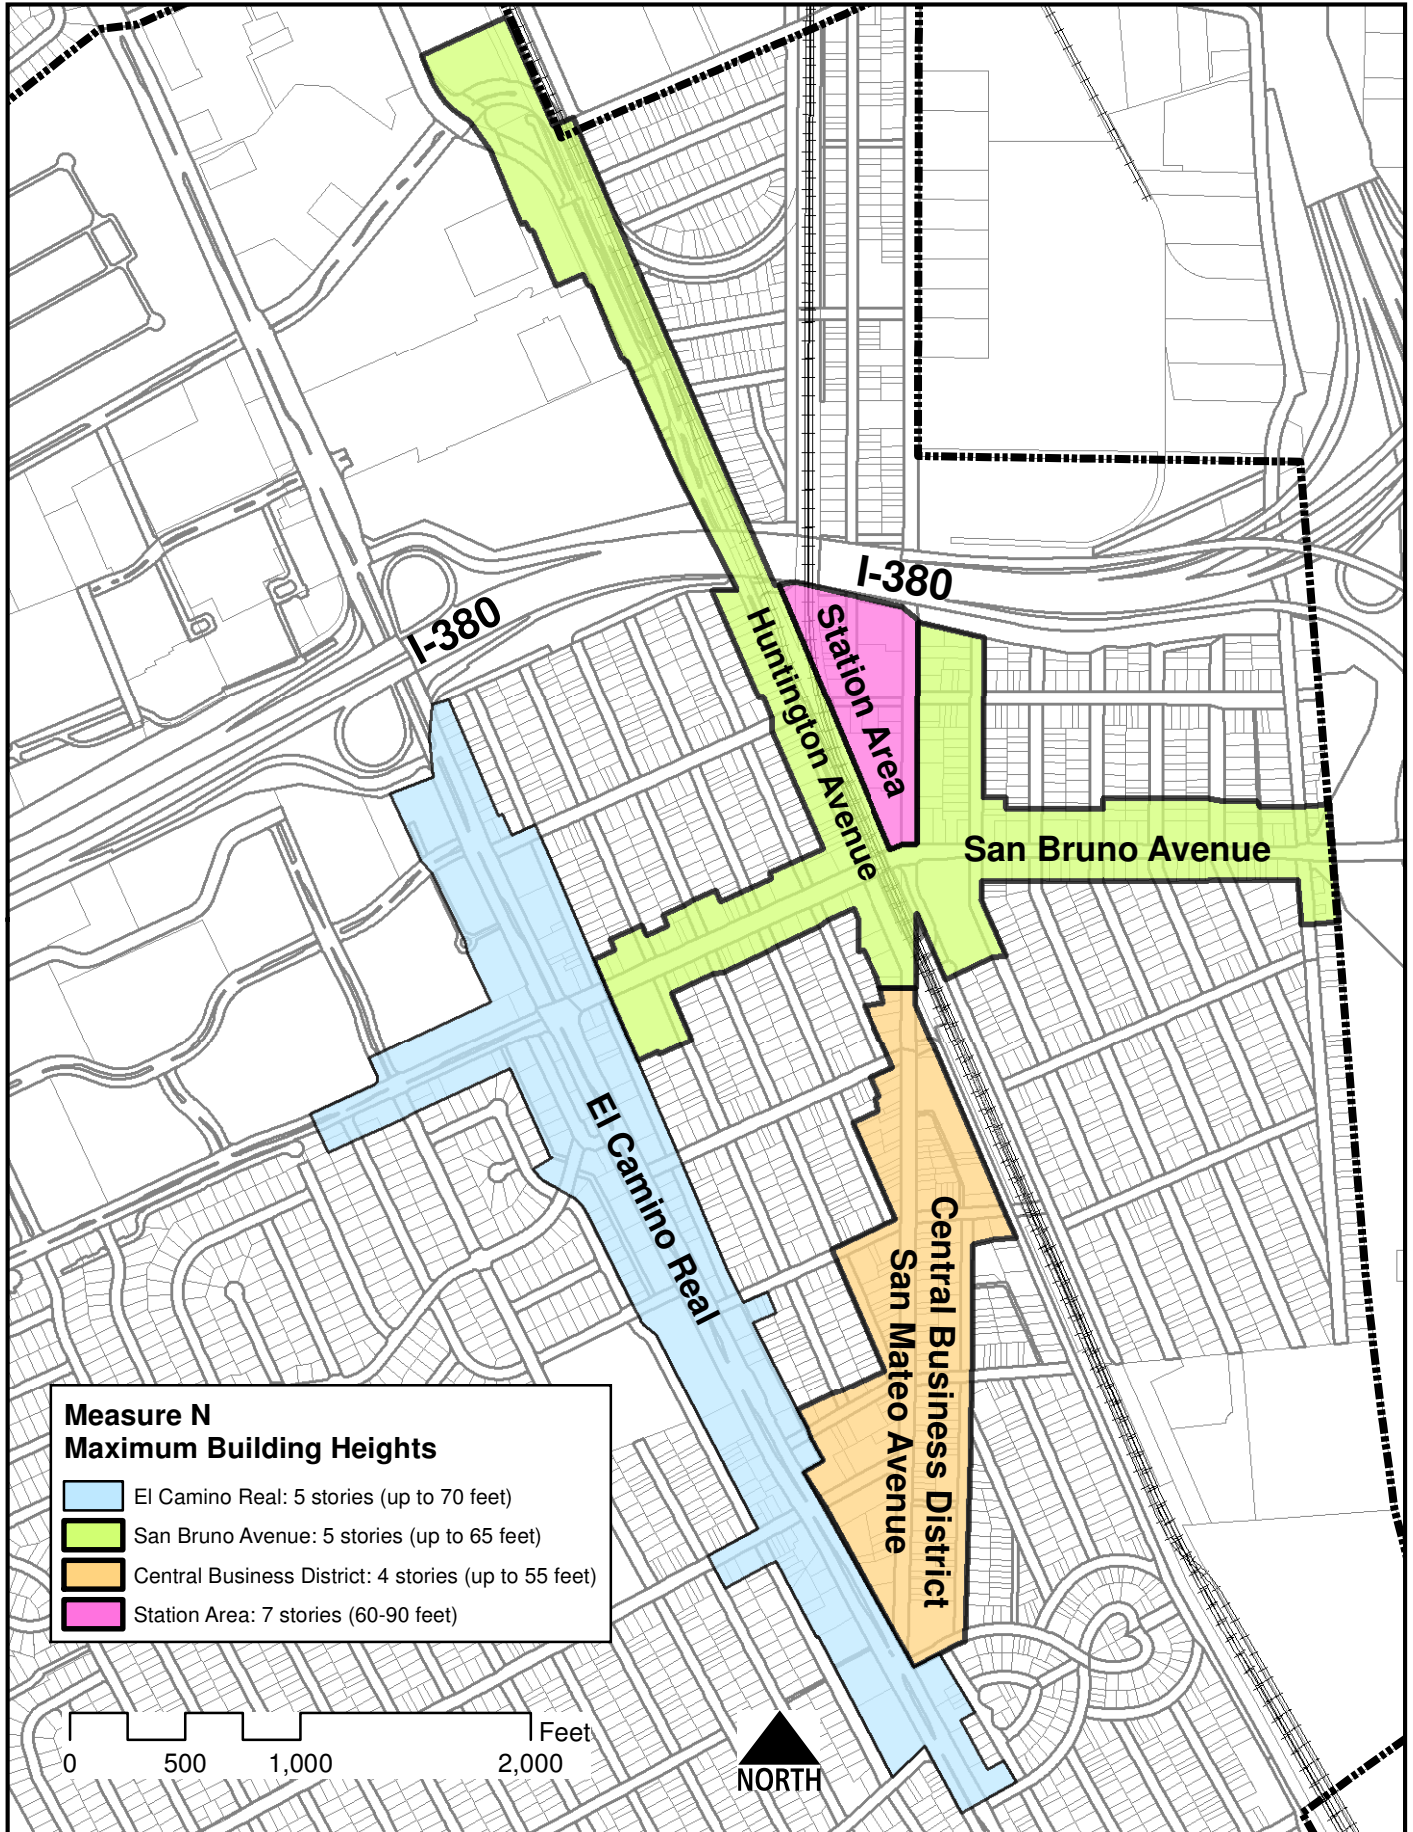 I-380
I-380
Huntington Avenue
Station Area
San Bruno Avenue
El Camino Real
Central Business District
San Mateo Avenue
Measure N
Maximum Building Heights
El Camino Real: 5 stories (up to 70 feet)
San Bruno Avenue: 5 stories (up to 65 feet)
Central Business District: 4 stories (up to 55 feet)
Station Area: 7 stories (60-90 feet)
Feet
0 500 1,000 2,000
NORTH